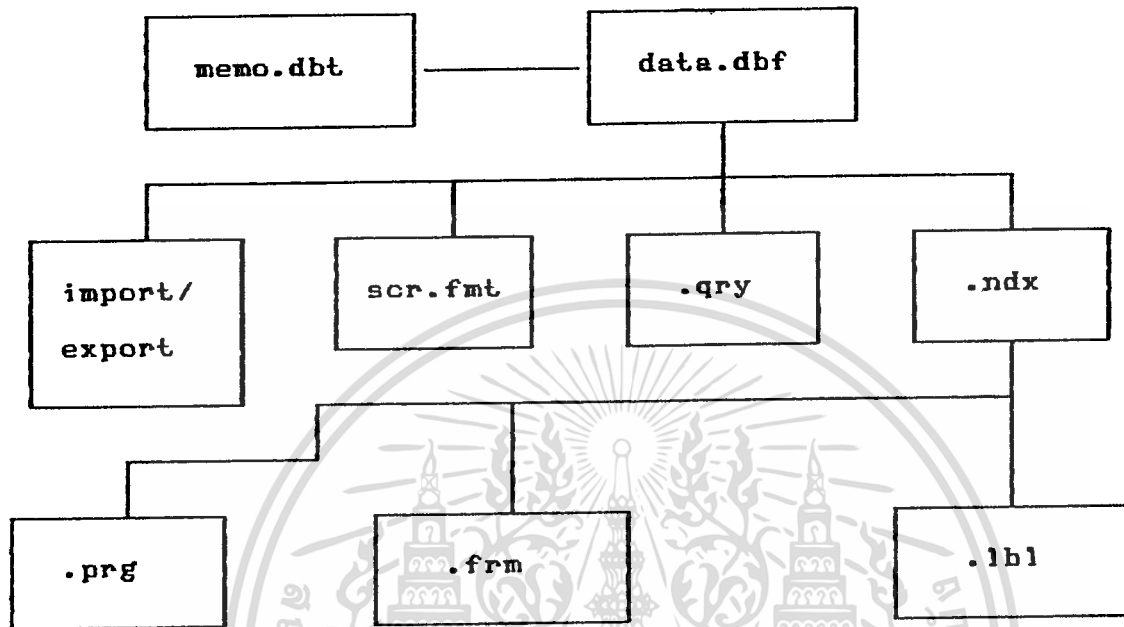 memo.dbt
data.dbf
import/
export
scr.fmt
.qry
.ndx
.prg
.frm
.lbl